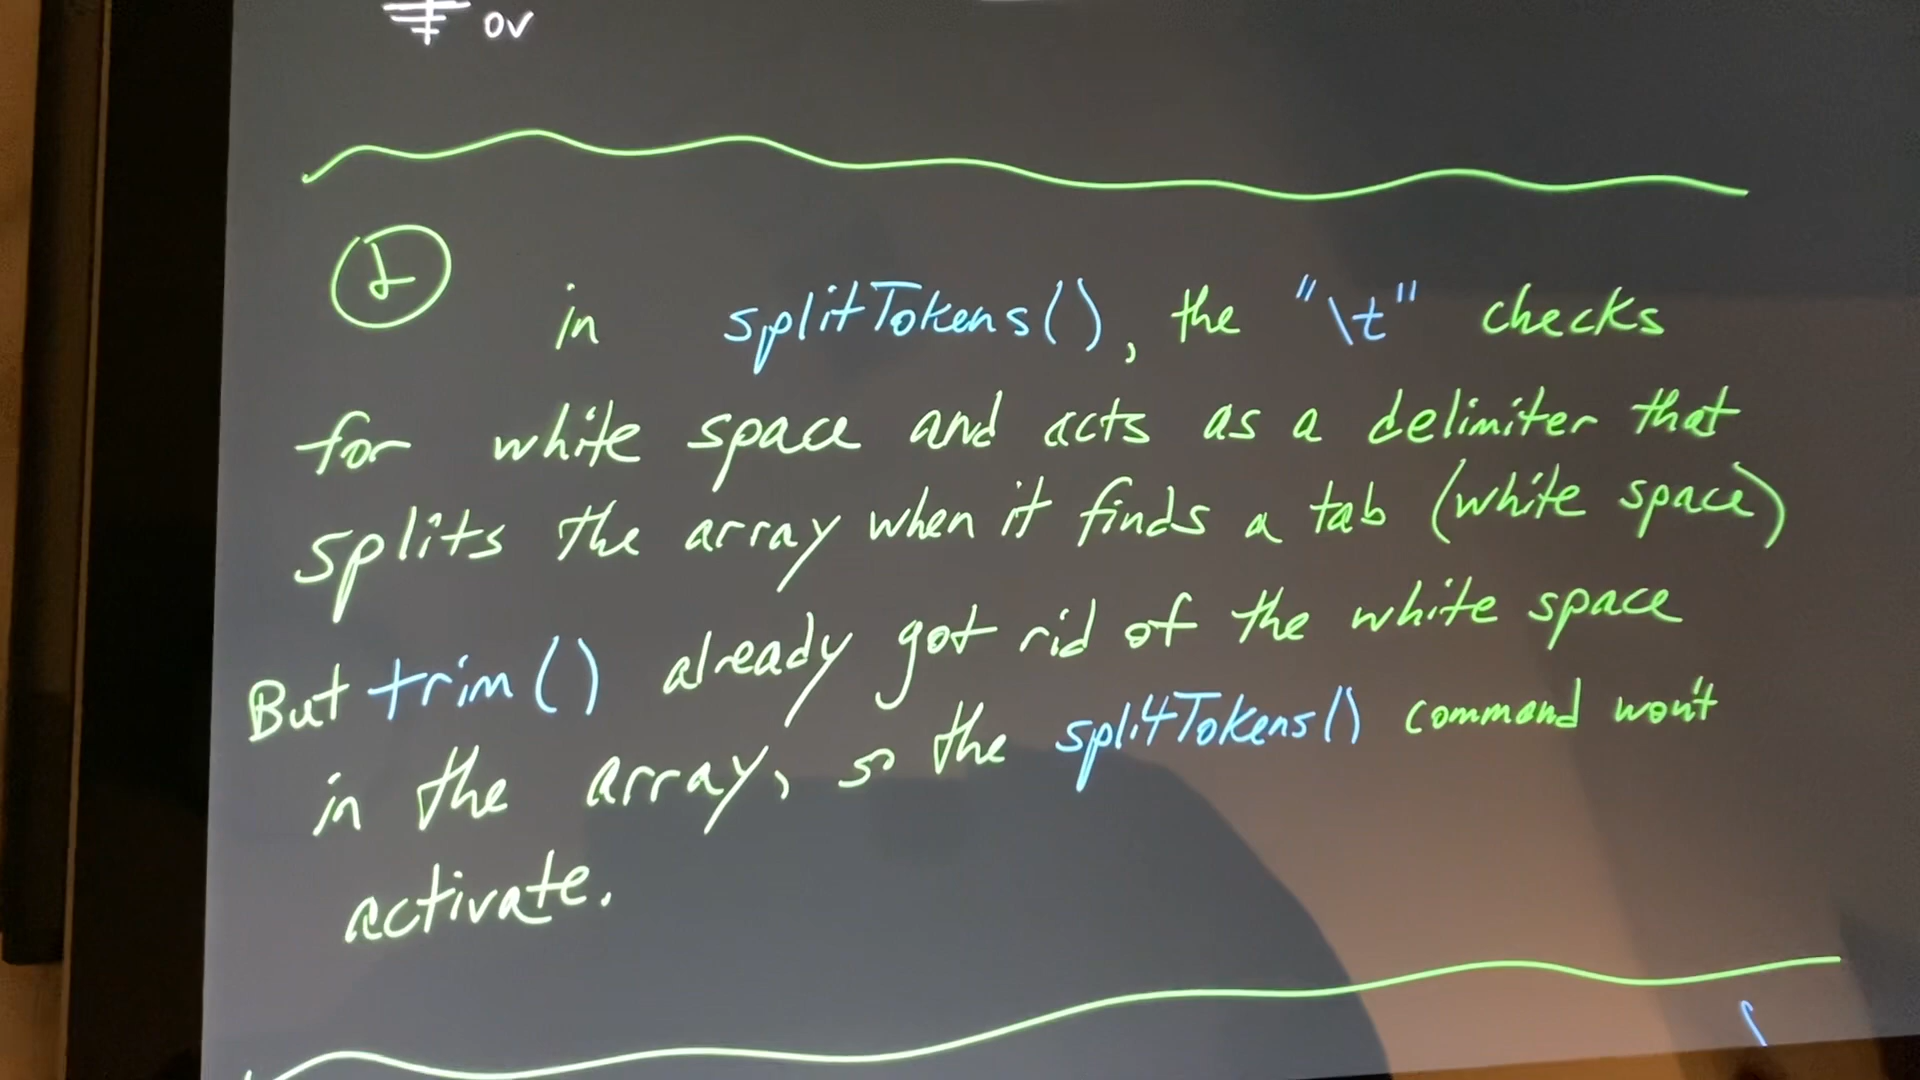 0V
1
in splitTokens(), the "\t" checks
for white space and acts as a delimiter that
splits the array when it finds a tab (white space)
But trim() already got rid of the white space
in the array, so the splitTokens() command won't
activate.